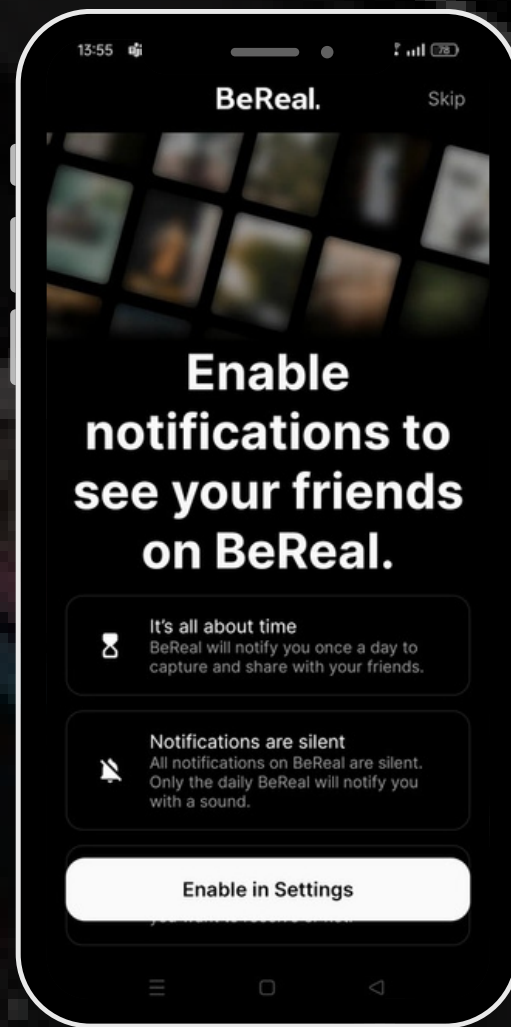 13:55
78
BeReal.
Skip
Enable
notifications to
see your friends
on BeReal.
It's all about time
BeReal will notify you once a day to
capture and share with your friends.
Notifications are silent
All notifications on BeReal are silent.
Only the daily BeReal will notify you
with a sound.
Enable in Settings